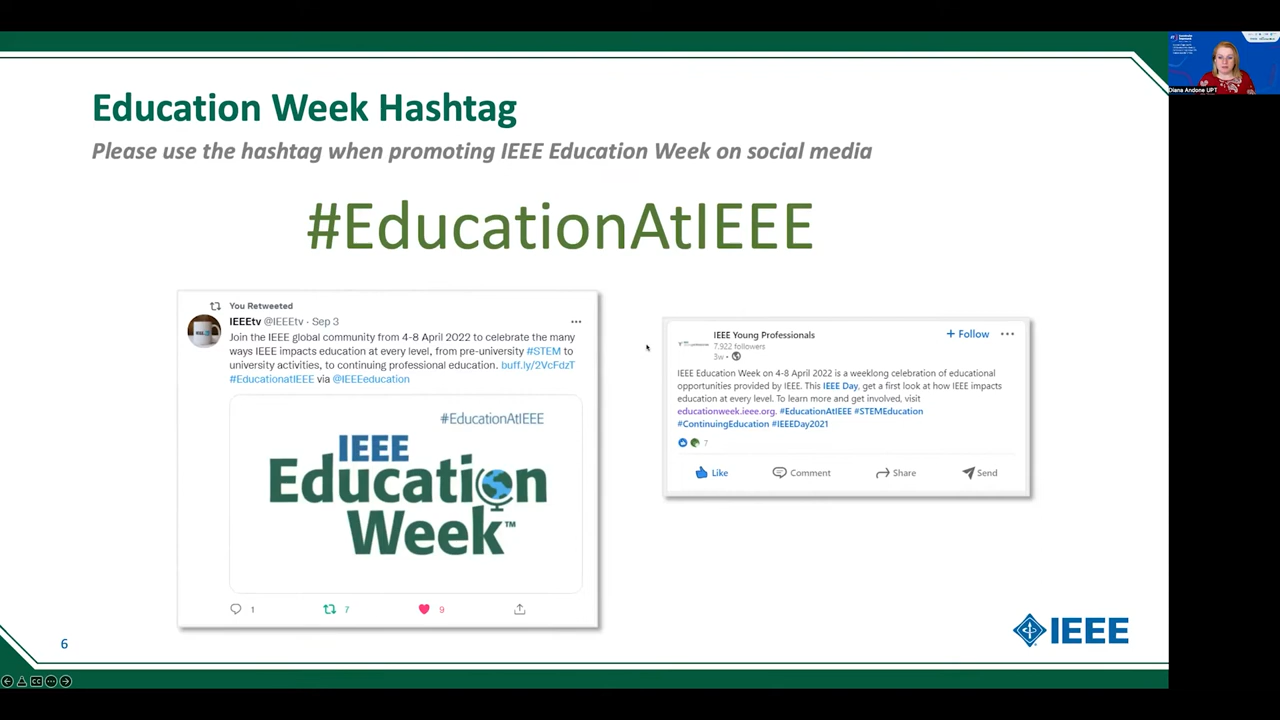 Education Week Hashtag
Please use the hashtag when promoting IEEE Education Week on social media
#EducationAtIEEE
You Retweeted
IEEEtv @IEEEtv - Sep 3
Join the IEEE global community from 4-8 April 2022 to celebrate the many
ways IEEE impacts education at every level, from pre-university #STEM to
university activities, to continuing professional education. buff.ly/2VcFdzT
#EducationatIEEE via @IEEEeducation
#EducationAtIEEE
IEEE
Education
Week™
1 7 9
IEEE Young Professionals
+ Follow
7,922 followers
3w •
IEEE Education Week on 4-8 April 2022 is a weeklong celebration of educational
opportunities provided by IEEE. This IEEE Day, get a first look at how IEEE impacts
education at every level. To learn more and get involved, visit
educationweek.ieee.org. #EducationAtIEEE #STEMEducation
#ContinuingEducation #IEEEDay2021
7
Like Comment Share Send
IEEE
6
Diana Andone UPT